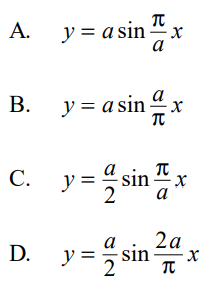 A. y = a sin π/a x
B. y = a sin a/π x
C. y = a/2 sin π/a x
D. y = a/2 sin 2a/π x